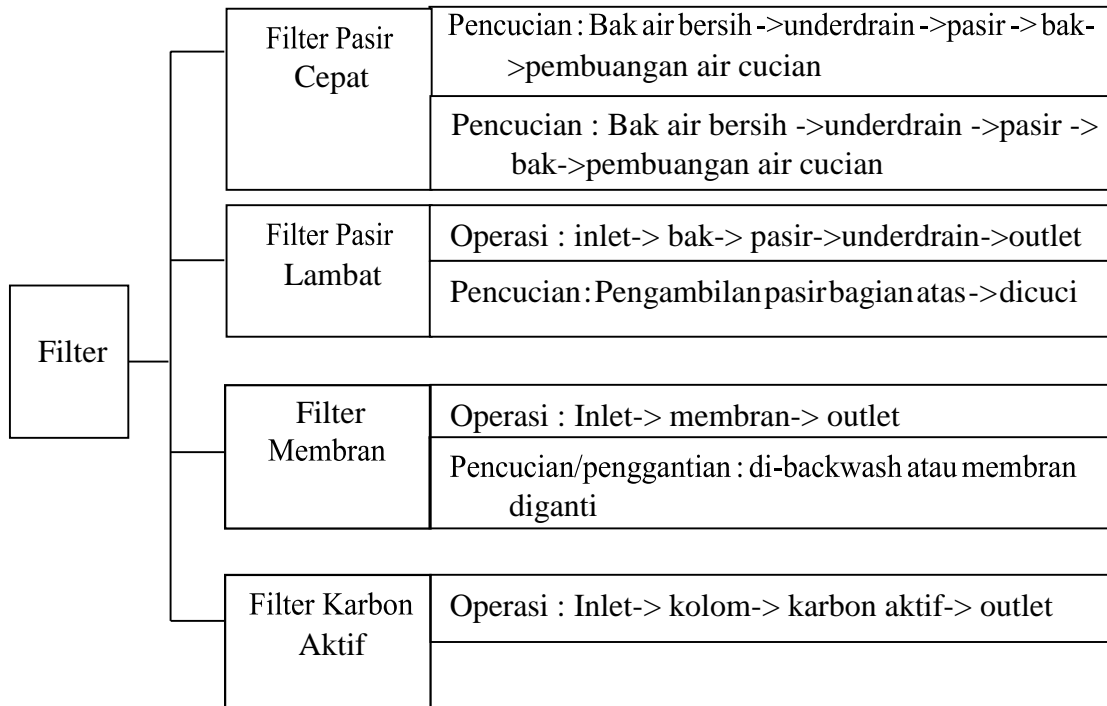 Filter
Filter Pasir
Cepat
Pencucian : Bak air bersih ->underdrain ->pasir -> bak-
>pembuangan air cucian
Pencucian : Bak air bersih ->underdrain ->pasir ->
bak->pembuangan air cucian
Filter Pasir
Lambat
Operasi : inlet-> bak-> pasir->underdrain->outlet
Pencucian : Pengambilan pasir bagian atas -> dicuci
Filter
Membran
Operasi : Inlet-> membran-> outlet
Pencucian/penggantian : di-backwash atau membran
diganti
Filter Karbon
Aktif
Operasi : Inlet-> kolom-> karbon aktif-> outlet